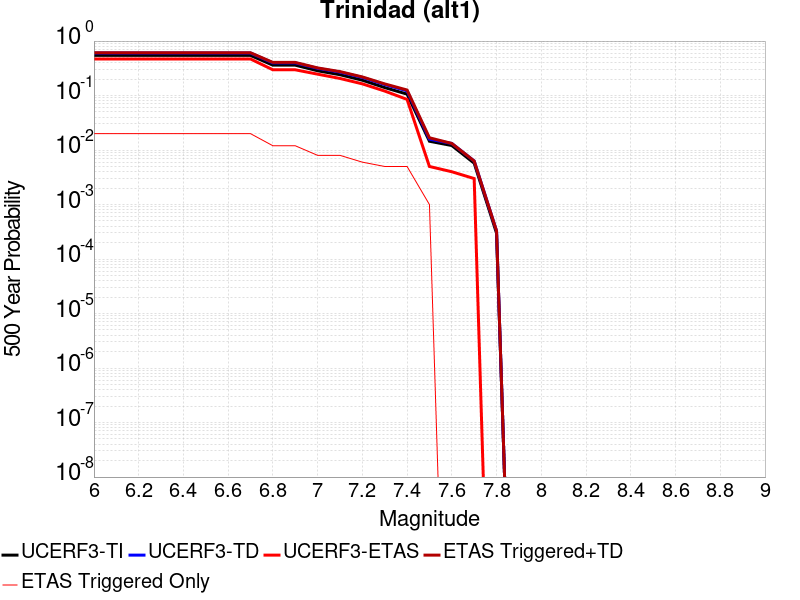 Trinidad (alt1)
10^0
10^-1
10^-2
10^-3
10^-4
10^-5
10^-6
10^-7
10^-8
500 Year Probability
6 6.2 6.4 6.6 6.8 7 7.2 7.4 7.6 7.8 8 8.2 8.4 8.6 8.8 9
Magnitude
UCERF3-TI UCERF3-TD UCERF3-ETAS ETAS Triggered+TD
ETAS Triggered Only